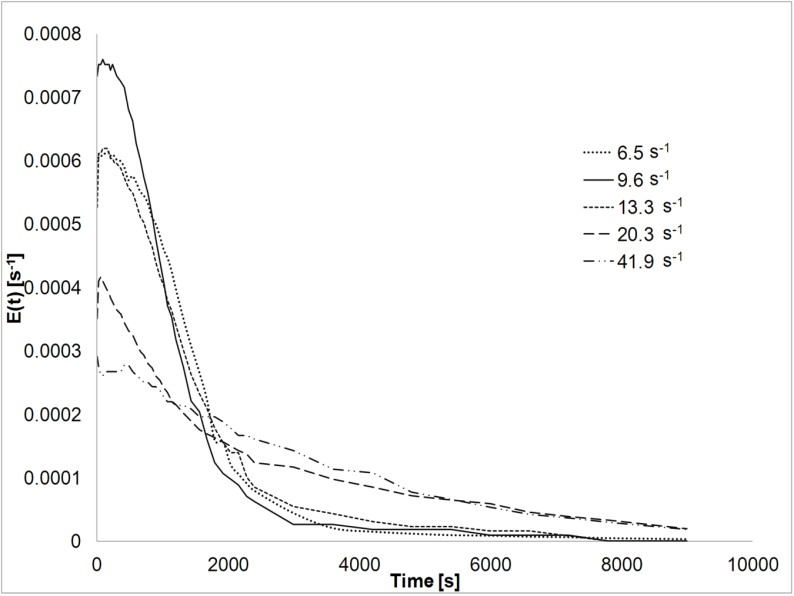 0.0008
0.0007
0.0006
0.0005
0.0004
0.0003
0.0002
0.0001
0
E(t) [s⁻¹]
6.5 s⁻¹
9.6 s⁻¹
13.3 s⁻¹
20.3 s⁻¹
41.9 s⁻¹
0 2000 4000 6000 8000 10000
Time [s]